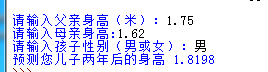 请输入父亲身高（米）：1.75
请输入母亲身高:1.62
请输入孩子性别（男或女）：男
预测您儿子两年后的身高 1.8198
>>>